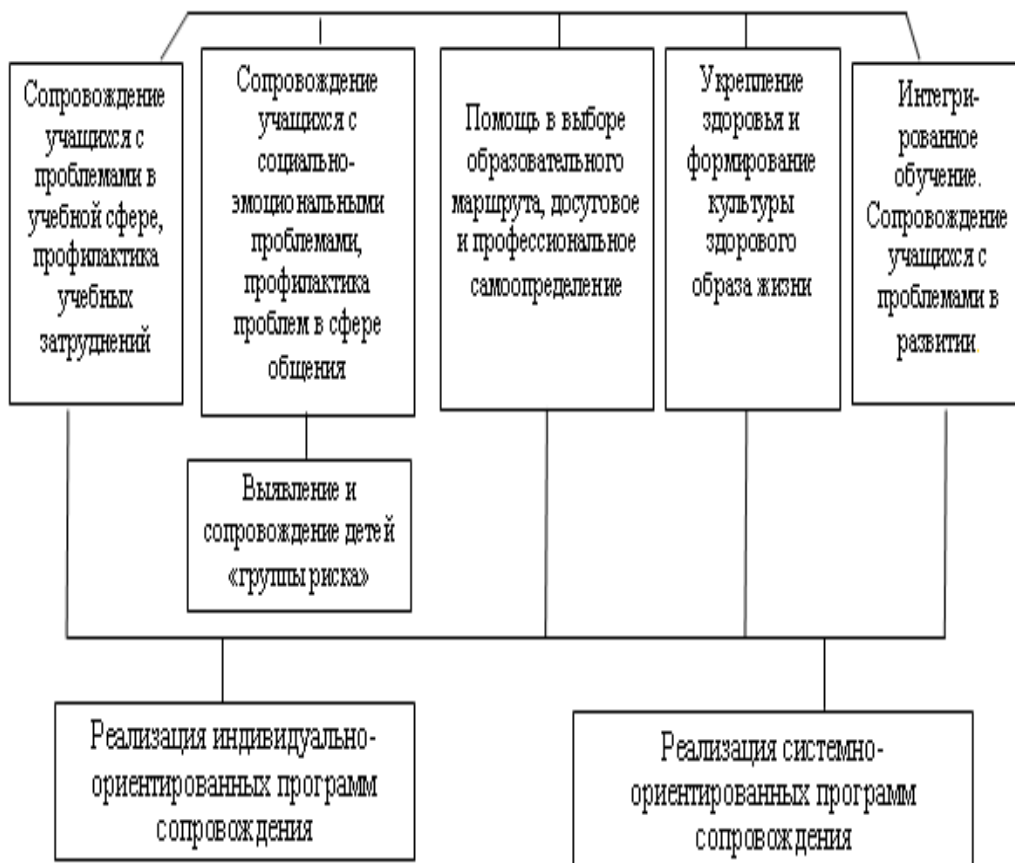 Сопровождение
учащихся с
проблемами в
учебной сфере,
профилактика
учебных
затруднений
Сопровождение
учащихся с
социально-
эмоциональными
проблемами,
профилактика
проблем в сфере
общения
Помощь в выборе
образовательного
маршрута, досуговое
и профессиональное
самоопределение
Укрепление
здоровья и
формирование
культуры
здорового
образа жизни
Интегри-
рованное
обучение.
Сопровождение
учащихся с
проблемами в
развитии.
Выявление и
сопровождение детей
«группы риска»
Реализация индивидуально-
ориентированных программ
сопровождения
Реализация системно-
ориентированных программ
сопровождения